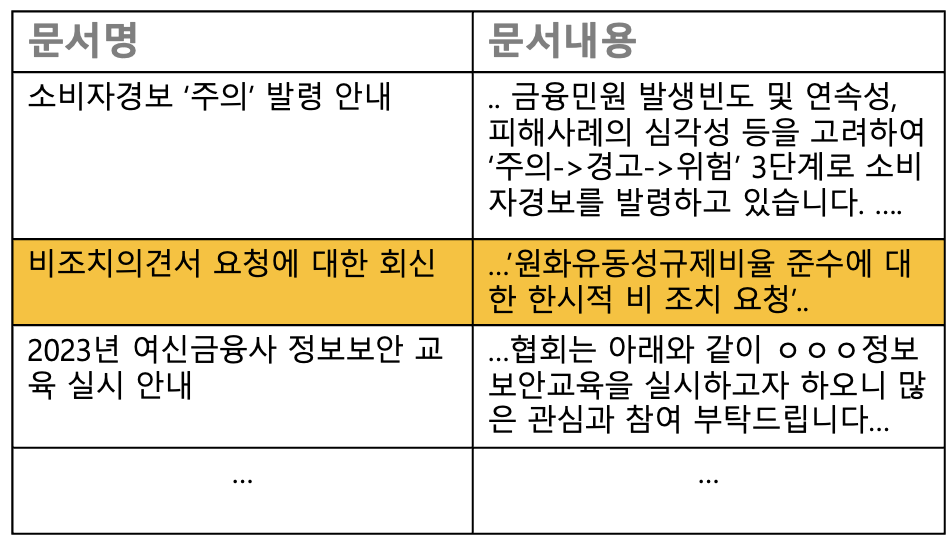 문서명
문서내용
소비자경보 ‘주의’ 발령 안내
.. 금융민원 발생빈도 및 연속성,
피해사례의 심각성 등을 고려하여
‘주의->경고->위험’ 3단계로 소비
자경보를 발령하고 있습니다. ....
비조치의견서 요청에 대한 회신
...’원화유동성규제비율 준수에 대
한 한시적 비 조치 요청’..
2023년 여신금융사 정보보안 교
육 실시 안내
...협회는 아래와 같이 ㅇㅇㅇ정보
보안교육을 실시하고자 하오니 많
은 관심과 참여 부탁드립니다...
...
...